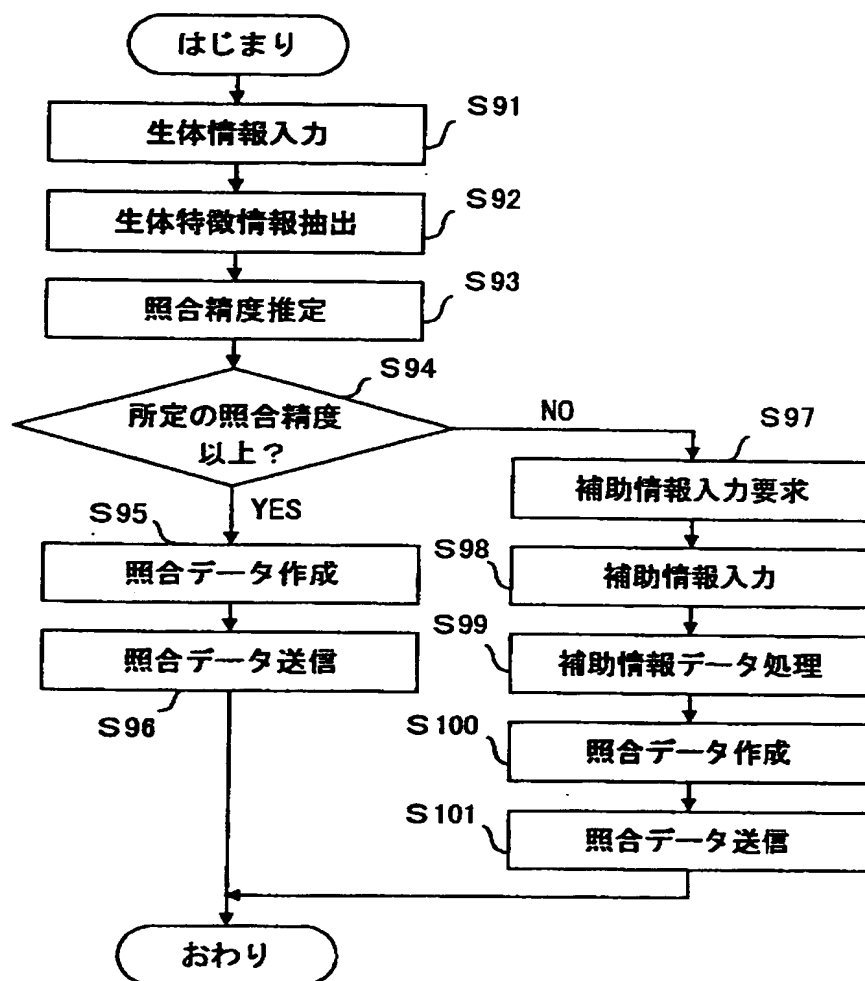 はじまり
生体情報入力
S91
生体特徴情報抽出
S92
照合精度推定
S93
所定の照合精度
以上？
S94
YES
NO
S95
照合データ作成
照合データ送信
S96
S97
補助情報入力要求
S98
補助情報入力
S99
補助情報データ処理
S100
照合データ作成
S101
照合データ送信
おわり